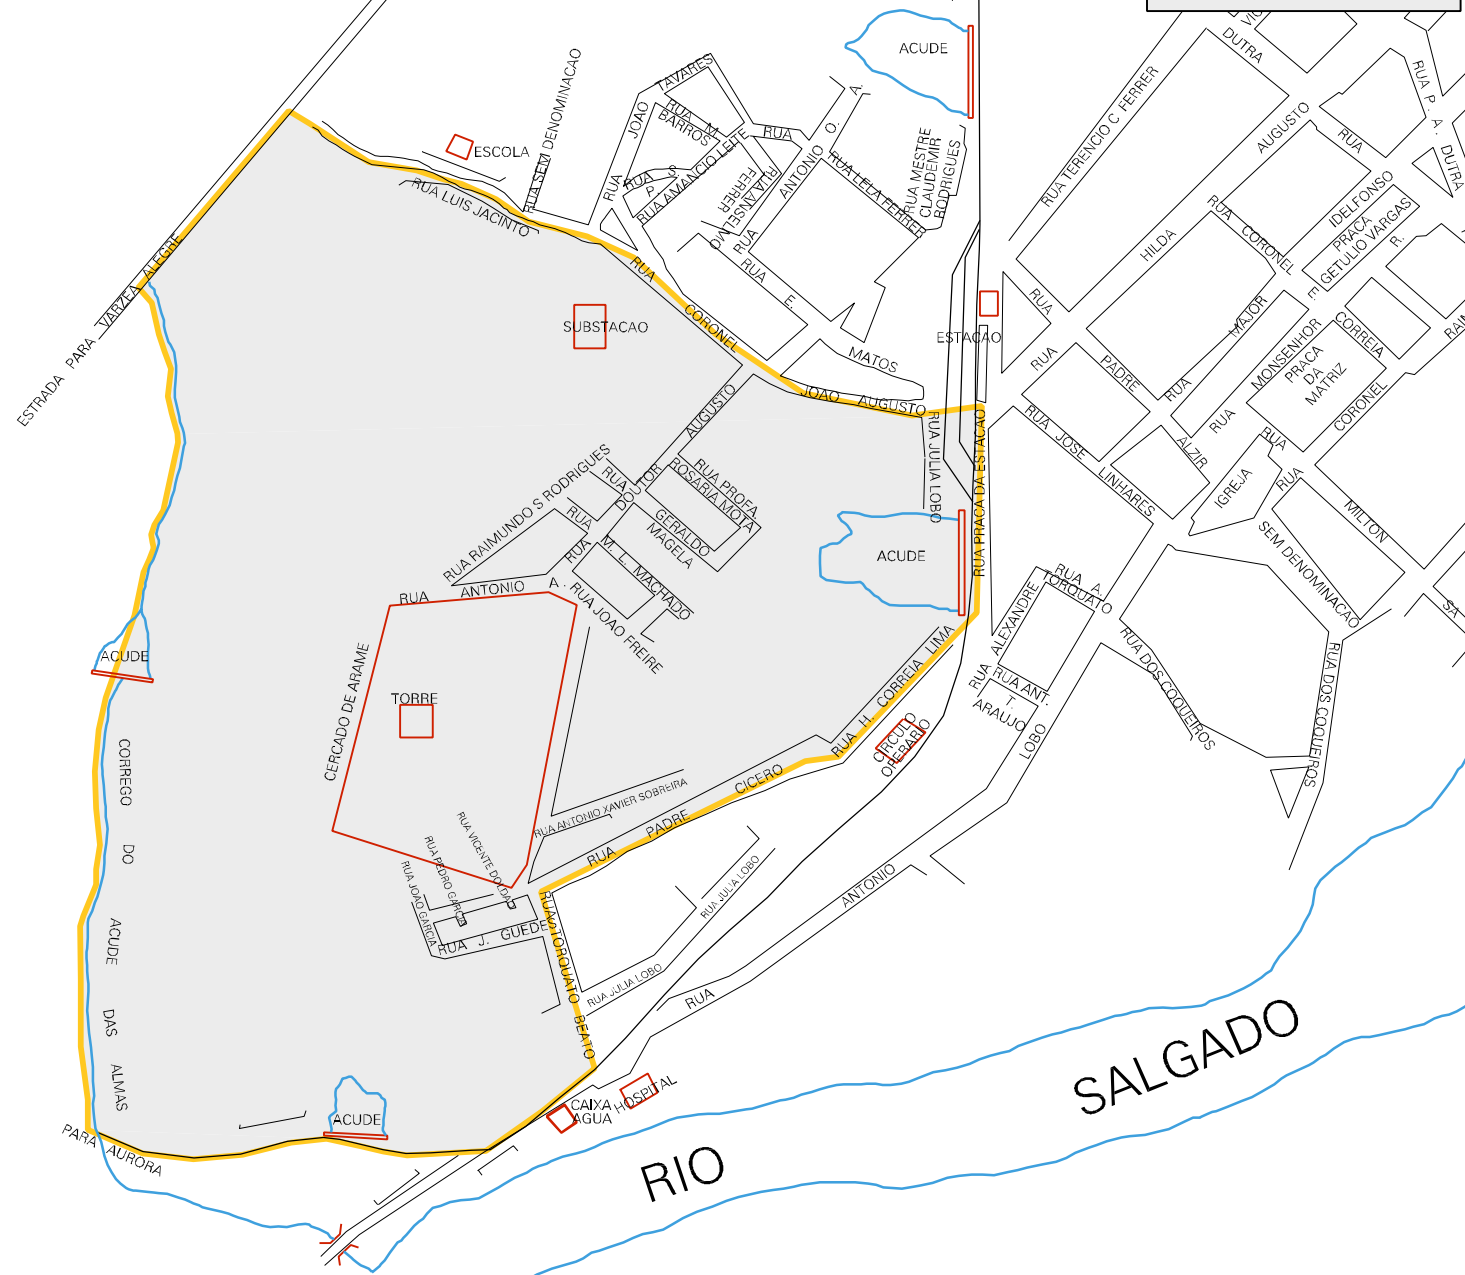 ACUDE
ESCOLA
RUA SEM DENOMINACAO
RUA JOAO TAVARES
RUA M. BARROS
RUA P. S.
RUA AMANCIO LEITE
RUA
RUA ANSELMO
FERRER
RUA ANTONIO O. A.
RUA LELA FERRER
RUA MESTRE
CLAUDEMIR
RODRIGUES
RUA E.
RUA TERENCIO C FERRER
DUTRA
AUGUSTO
RUA
RUA P. A. DUTRA
HILDA
RUA CORONEL
IDELFONSO
PRACA
GETULIO VARGAS
E. R.
RUA LUIS JACINTO
ESTRADA PARA VARZEA ALEGRE
SUBSTACAO
RUA CORONEL JOAO AUGUSTO
MATOS
ESTACAO
RUA
RUA PADRE
RUA MAJOR
RUA MONSENHOR
PRACA
DA
MATRIZ
CORREIA
CORONEL
RUA JOSE LINHARES
ALZIR
IGREJA
RUA
RUA MILTON
SEM DENOMINACAO
RUA JULIA LOBO
RUA PRACA DA ESTACAO
RUA DOUTOR AUGUSTO
RUA RAIMUNDO S RODRIGUES
RUA
RUA PROFA
ROSARIA MOTA
GERALDO
MAGELA
RUA M. L. MACHADO
RUA
RUA JOAO FREIRE
RUA ANTONIO A.
ACUDE
CERCADO DE ARAME
TORRE
RUA A.
TORQUATO
RUA ALEXANDRE
RUA ANT.
T.
ARAUJO
LOBO
RUA DOS COQUEIROS
RUA DOS COQUEIROS
SA
ACUDE
CORREGO DO ACUDE DAS ALMAS
RUA H. CORREIA LIMA
CIRCULO
OPERARIO
RUA PADRE CICERO
RUA ANTONIO XAVIER SOBREIRA
RUA VICENTE DOLDAO
RUA PEDRO GARCIA
RUA JOAO GARCIA
RUA J. GUEDES
RUA TORQUATO BEATO
RUA JULIA LOBO
RUA JULIA LOBO
RUA ANTONIO
ACUDE
CAIXA
AGUA
HOSPITAL
PARA AURORA
RIO SALGADO